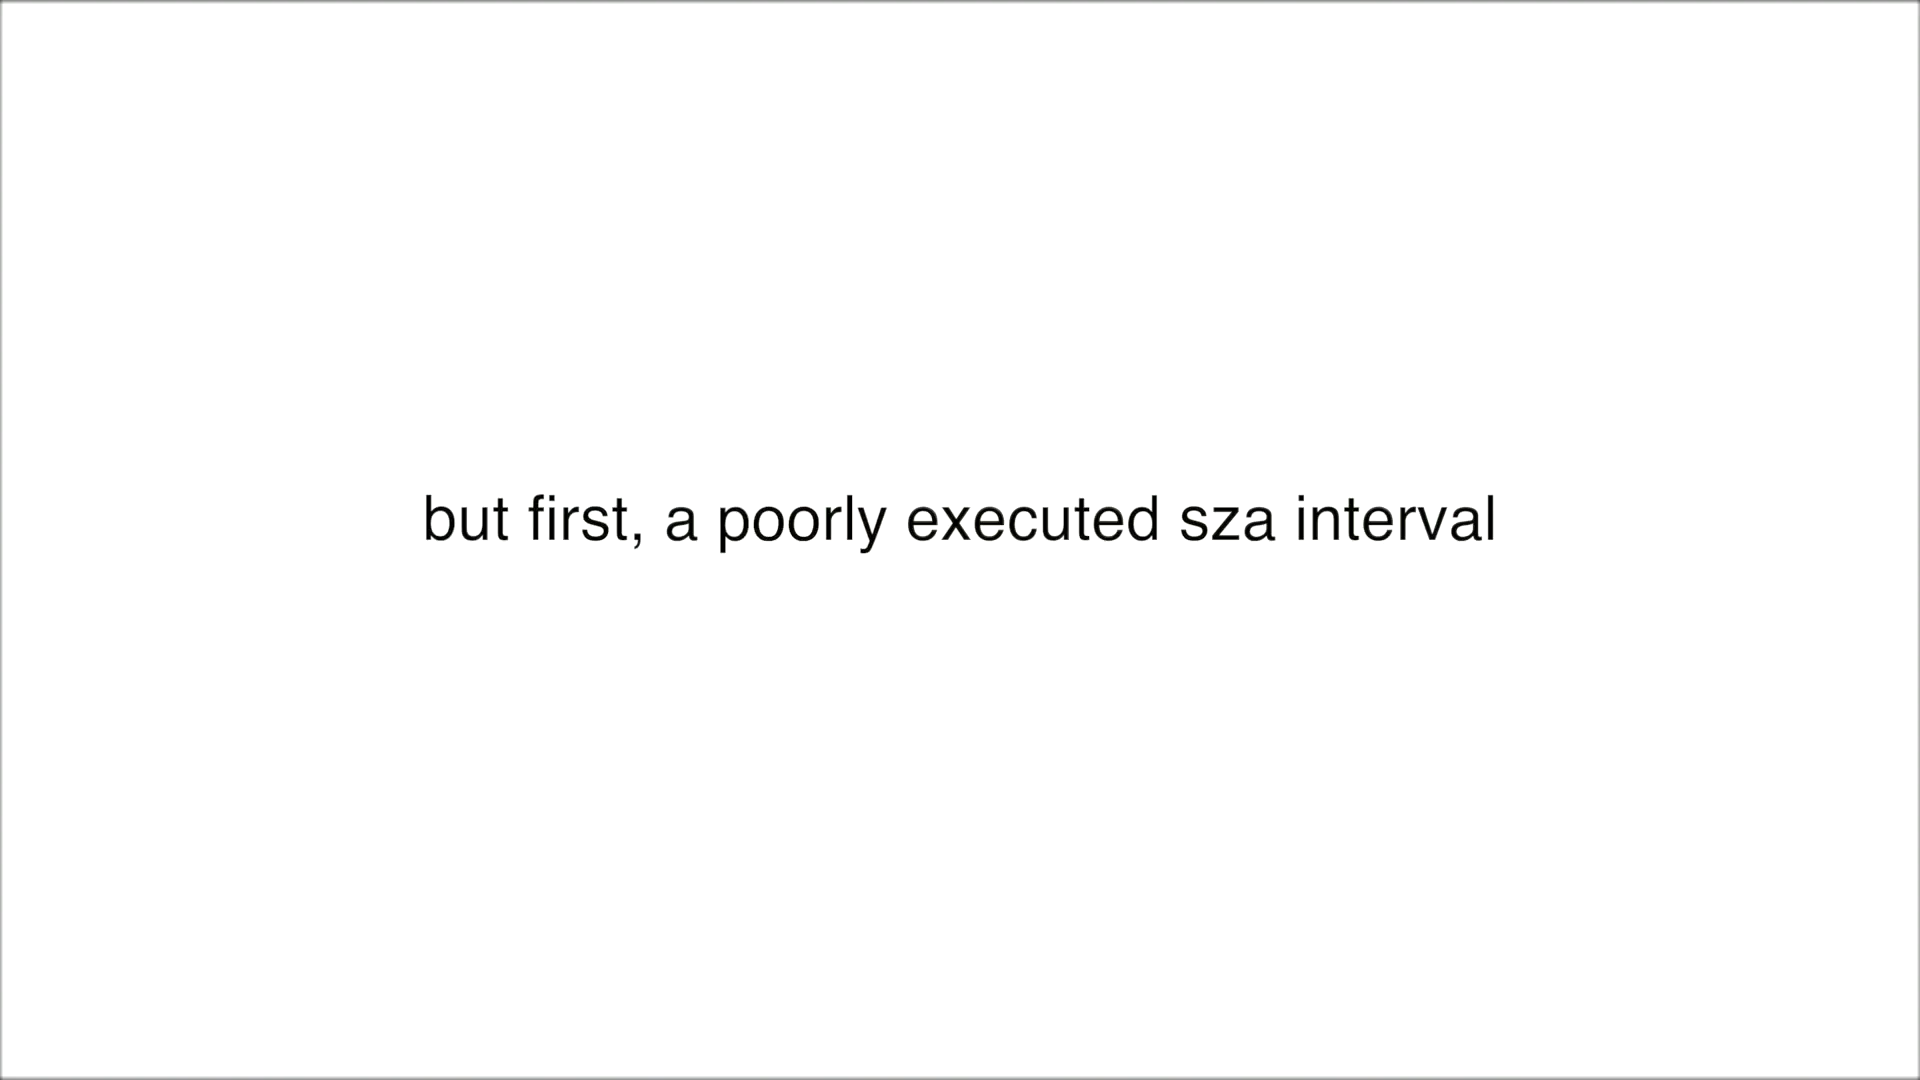 but first, a poorly executed sza interval